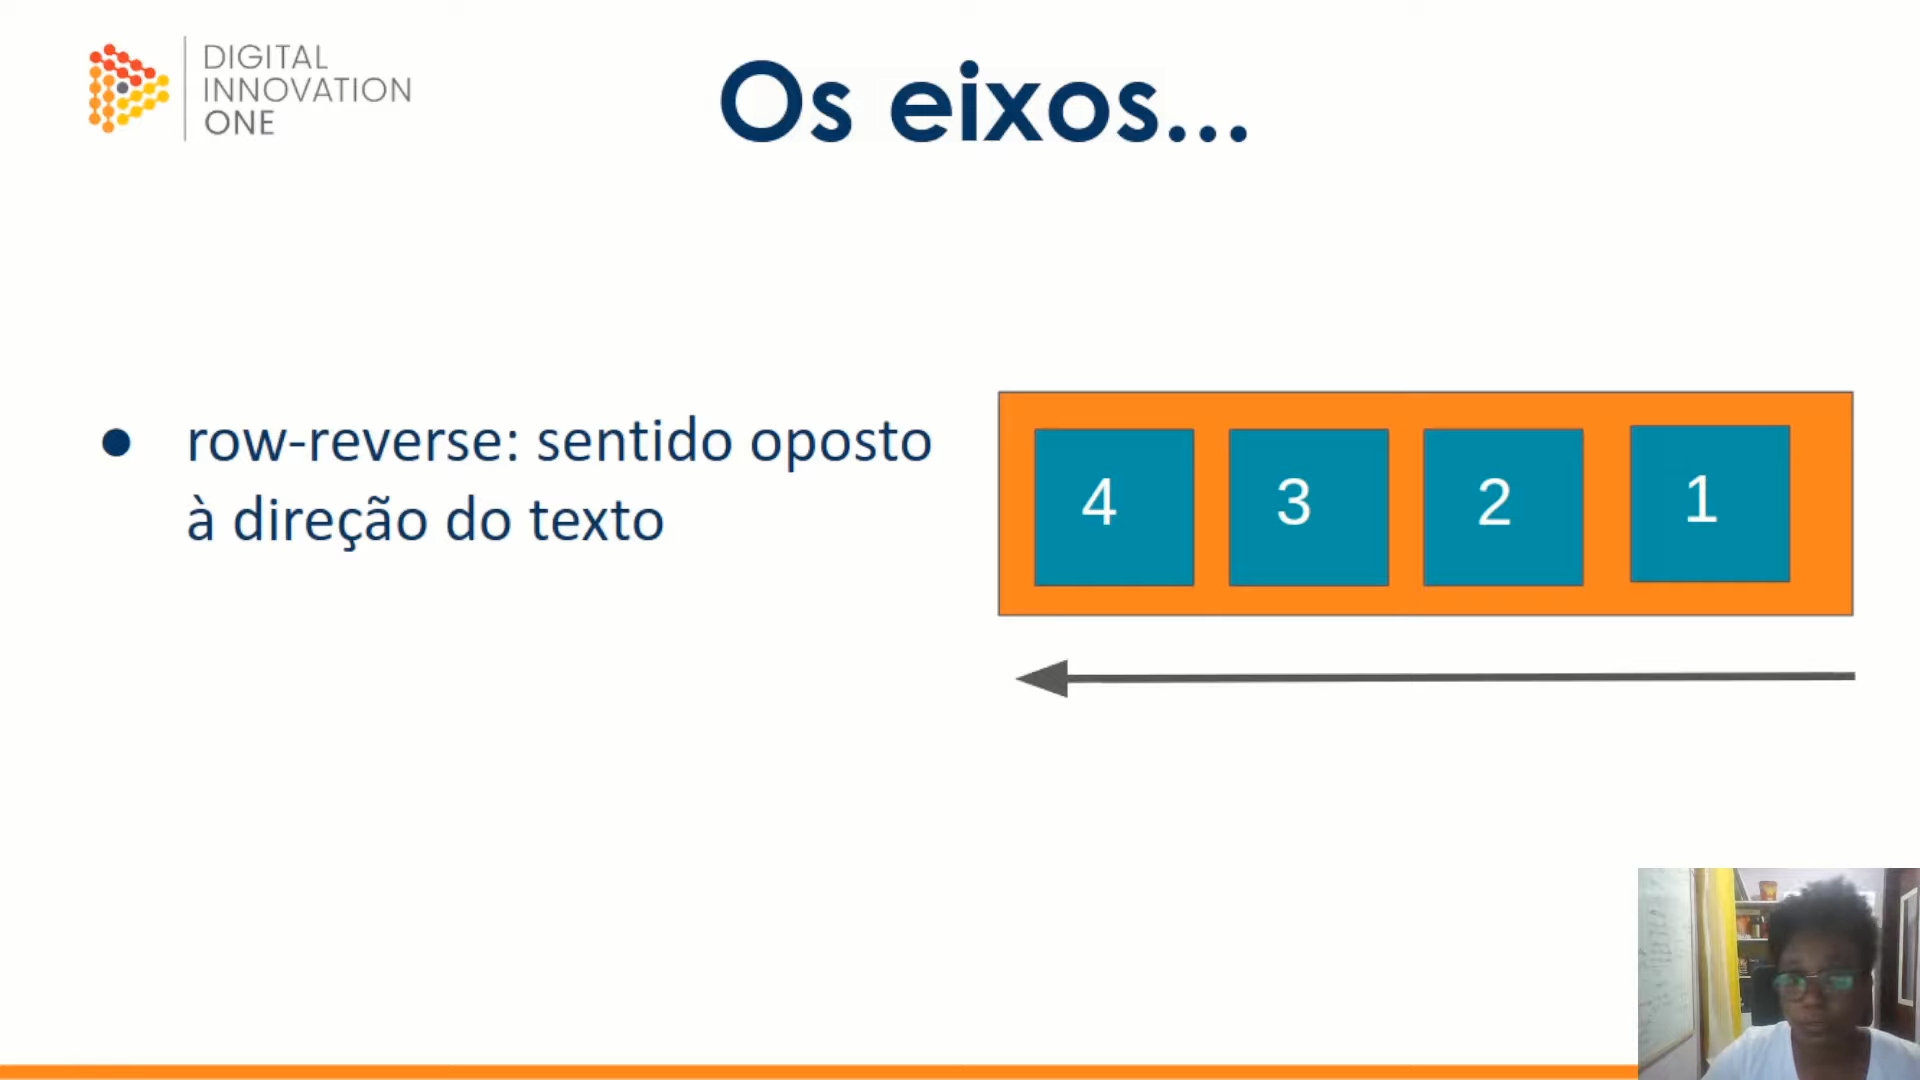 DIGITAL
INNOVATION
ONE
Os eixos...
● row-reverse: sentido oposto
à direção do texto
4 3 2 1